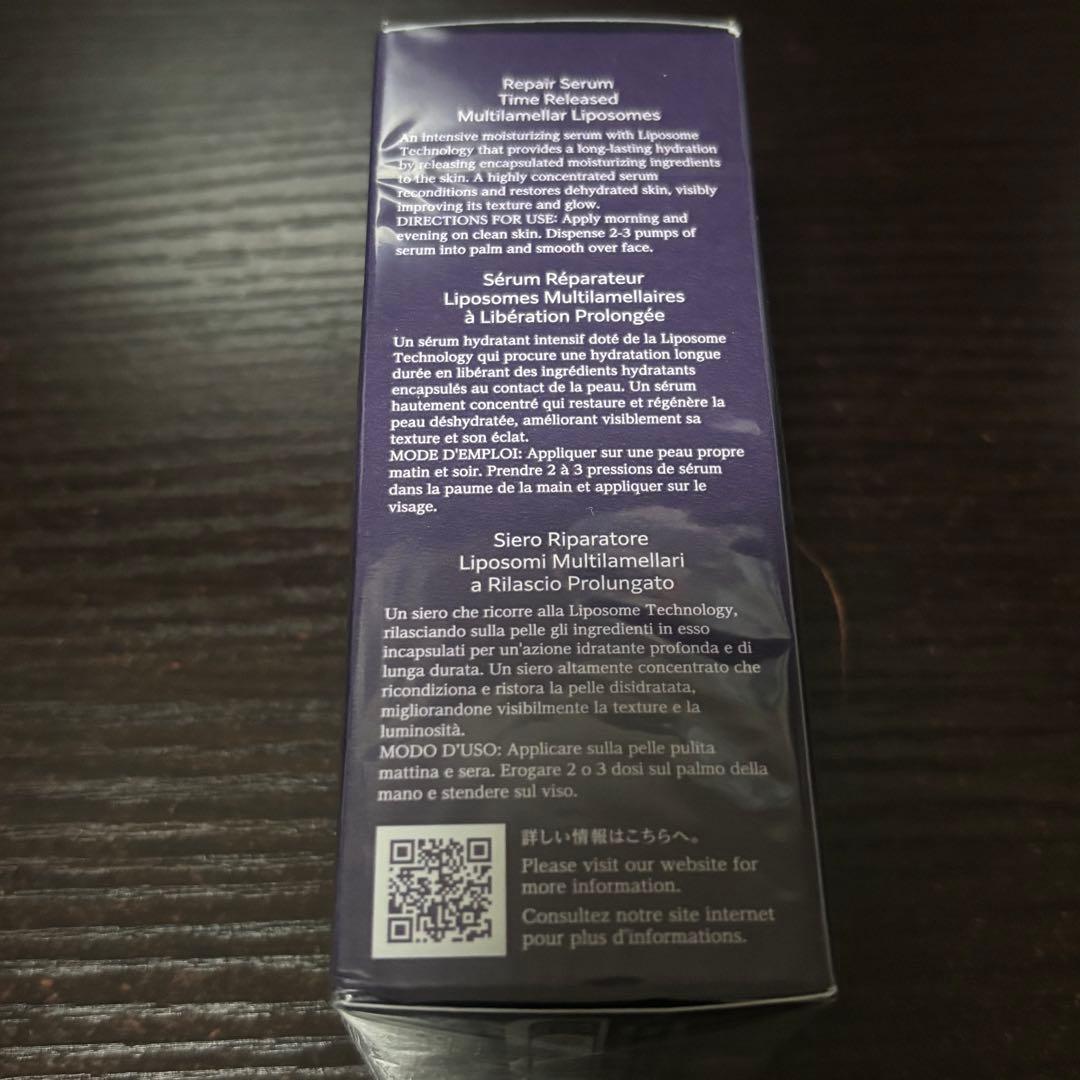 Repair Serum
Time Released
Multilamellar Liposomes
An intensive moisturizing serum with Liposome
Technology that provides a long-lasting hydration
by releasing encapsulated moisturizing ingredients
to the skin. A highly concentrated serum
reconditions and restores dehydrated skin, visibly
improving its texture and glow.
DIRECTIONS FOR USE: Apply morning and
evening on clean skin. Dispense 2-3 pumps of
serum into palm and smooth over face.
Sérum Réparateur
Liposomes Multilamellaires
à Libération Prolongée
Un sérum hydratant intensif doté de la Liposome
Technology qui procure une hydratation longue
durée en libérant des ingrédients hydratants
encapsulés au contact de la peau. Un sérum
hautement concentré qui restaure et régénère la
peau déshydratée, améliorant visiblement sa
texture et son éclat.
MODE D'EMPLOI: Appliquer sur une peau propre
matin et soir. Prendre 2 à 3 pressions de sérum
dans la paume de la main et appliquer sur le
visage.
Siero Riparatore
Liposomi Multilamellari
a Rilascio Prolungato
Un siero che ricorre alla Liposome Technology,
rilasciando sulla pelle gli ingredienti in esso
incapsulati per un'azione idratante profonda e di
lunga durata. Un siero altamente concentrato che
ricondiziona e ristora la pelle disidratata,
migliorandone visibilmente la texture e la
luminosità.
MODO D'USO: Applicare sulla pelle pulita
mattina e sera. Erogare 2 o 3 dosi sul palmo della
mano e stendere sul viso.
詳しい情報はこちらへ。
Please visit our website for
more information.
Consultez notre site internet
pour plus d'informations.